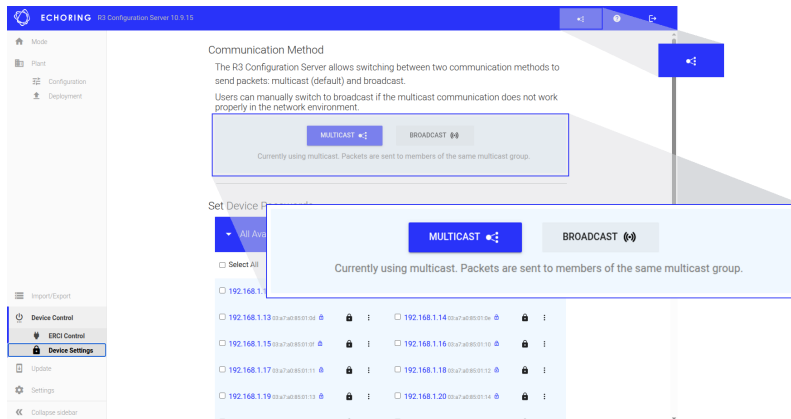 ECHORING R3 Configuration Server 10.9.15
Mode
Plant
Configuration
Deployment
Import/Export
Device Control
ERCI Control
Device Settings
Update
Settings
Collapse sidebar
Communication Method
The R3 Configuration Server allows switching between two communication methods to
send packets: multicast (default) and broadcast.
Users can manually switch to broadcast if the multicast communication does not work
properly in the network environment.
MULTICAST BROADCAST
Currently using multicast. Packets are sent to members of the same multicast group.
Set Device
All Ava
Select All
MULTICAST BROADCAST
Currently using multicast. Packets are sent to members of the same multicast group.
192.168.1.1
192.168.1.13 03:a7:a0:85:01:0d 192.168.1.14 03:a7:a0:85:01:0e
192.168.1.15 03:a7:a0:85:01:0f 192.168.1.16 03:a7:a0:85:01:10
192.168.1.17 03:a7:a0:85:01:11 192.168.1.18 03:a7:a0:85:01:12
192.168.1.19 03:a7:a0:85:01:13 192.168.1.20 03:a7:a0:85:01:14